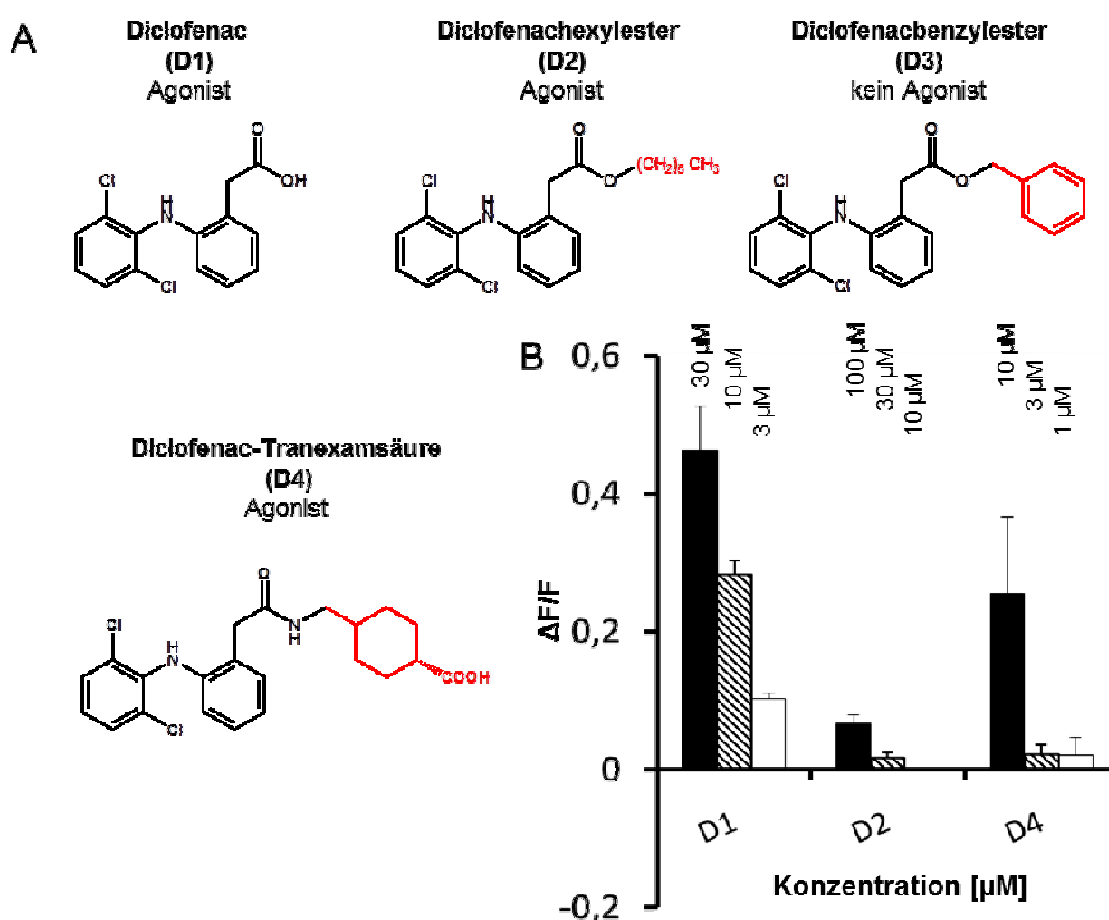 A
Diclofenac
(D1)
Agonist
Diclofenachexylester
(D2)
Agonist
Diclofenacbenzylester
(D3)
kein Agonist
O
OH
Cl
H
N
Cl
O
O
(CH₂)₅CH₃
Cl
H
N
Cl
O
O
Cl
H
N
Cl
Diclofenac-Tranexamsäure
(D4)
Agonist
O
N
H
Cl
H
N
Cl
COOH
B
30 µM
10 µM
3 µM
100 µM
30 µM
10 µM
10 µM
3 µM
1 µM
0,6
0,4
0,2
0
-0,2
ΔF/F
D1
D2
D4
Konzentration [µM]